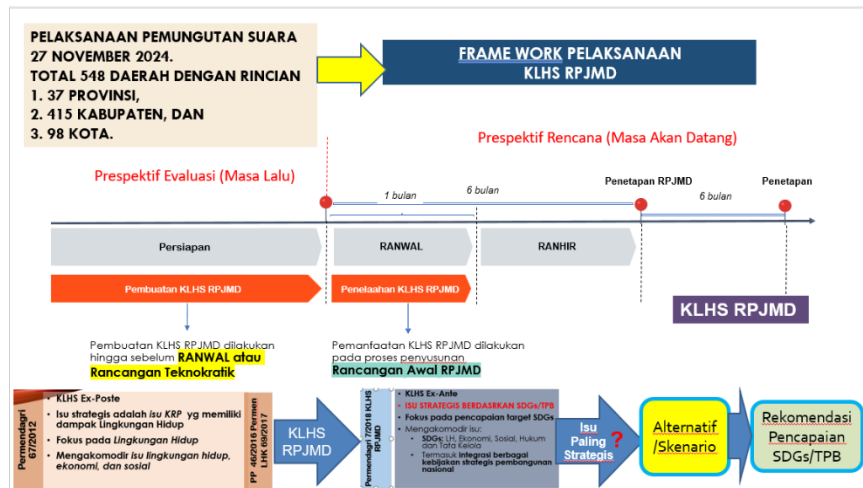 PELAKSANAAN PEMUNGUTAN SUARA
27 NOVEMBER 2024.
TOTAL 548 DAERAH DENGAN RINCIAN
1. 37 PROVINSI,
2. 415 KABUPATEN, DAN
3. 98 KOTA.
FRAME WORK PELAKSANAAN
KLHS RPJMD
Prespektif Rencana (Masa Akan Datang)
Prespektif Evaluasi (Masa Lalu)
1 bulan
6 bulan
Penetapan RPJMD
6 bulan
Penetapan
Persiapan
RANWAL
RANHIR
Pembuatan KLHS RPJMD
Penelaahan KLHS RPJMD
KLHS RPJMD
Pembuatan KLHS RPJMD dilakukan
hingga sebelum RANWAL atau
Rancangan Teknokratik
Pemanfaatan KLHS RPJMD dilakukan
pada proses penyusunan
Rancangan Awal RPJMD
Permendagri
67/2012
• KLHS Ex-Poste
• Isu strategis adalah isu KRP yg memiliki
dampak Lingkungan Hidup
• Fokus pada Lingkungan Hidup
• Mengakomodir isu lingkungan hidup,
ekonomi, dan sosial
PP 46/2016 Permen
LHK 69/2017
KLHS
RPJMD
Permendagri 7/2018 KLHS
RPJMD
• KLHS Ex-Ante
• ISU STRATEGIS BERDASRKAN SDGs/TPB
• Fokus pada pencapaian target SDGs
• Mengakomodir isu:
• SDGs: LH, Ekonomi, Sosial, Hukum
dan Tata Kelola
• Termasuk Integrasi berbagai
kebijakan strategis pembangunan
nasional
Isu
Paling
Strategis
?
Alternatif
/Skenario
Rekomendasi
Pencapaian
SDGs/TPB